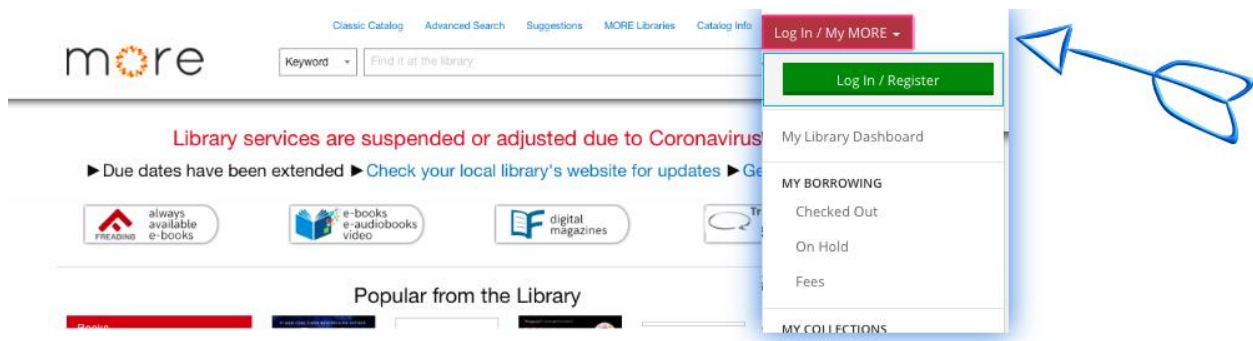 Classic Catalog Advanced Search Suggestions MORE Libraries Catalog Info
Log In / My MORE
more
Keyword Find it at the library
Log In / Register
Library services are suspended or adjusted due to Coronavirus
My Library Dashboard
►Due dates have been extended ►Check your local library's website for updates ►Ge
MY BORROWING
always available e-books
FREADING
e-books
e-audiobooks
video
digital
magazines
Tr
Checked Out
On Hold
Fees
Popular from the Library
Books
MY COLLECTIONS